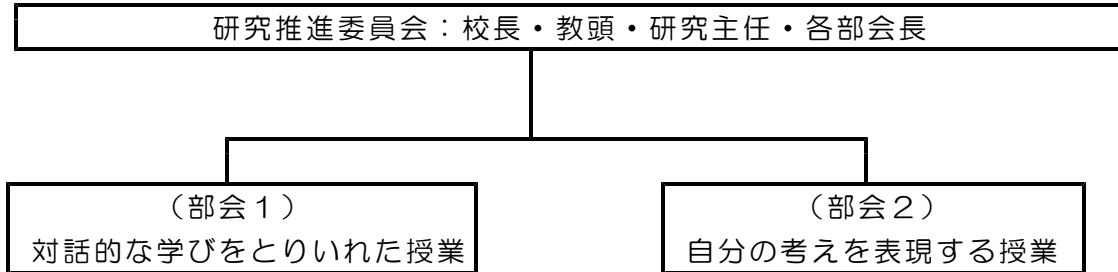 研究推進委員会：校長・教頭・研究主任・各部会長
（部会１）
対話的な学びをとりいれた授業
（部会２）
自分の考えを表現する授業